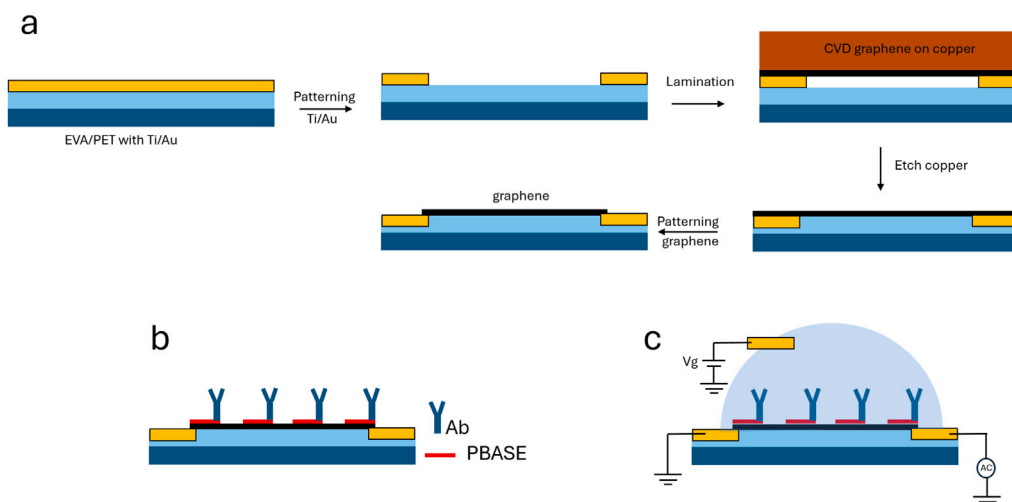 a
CVD graphene on copper
Patterning
Ti/Au
Lamination
EVA/PET with Ti/Au
Etch copper
graphene
Patterning
graphene
b
Ab
PBASE
c
Vg
AC